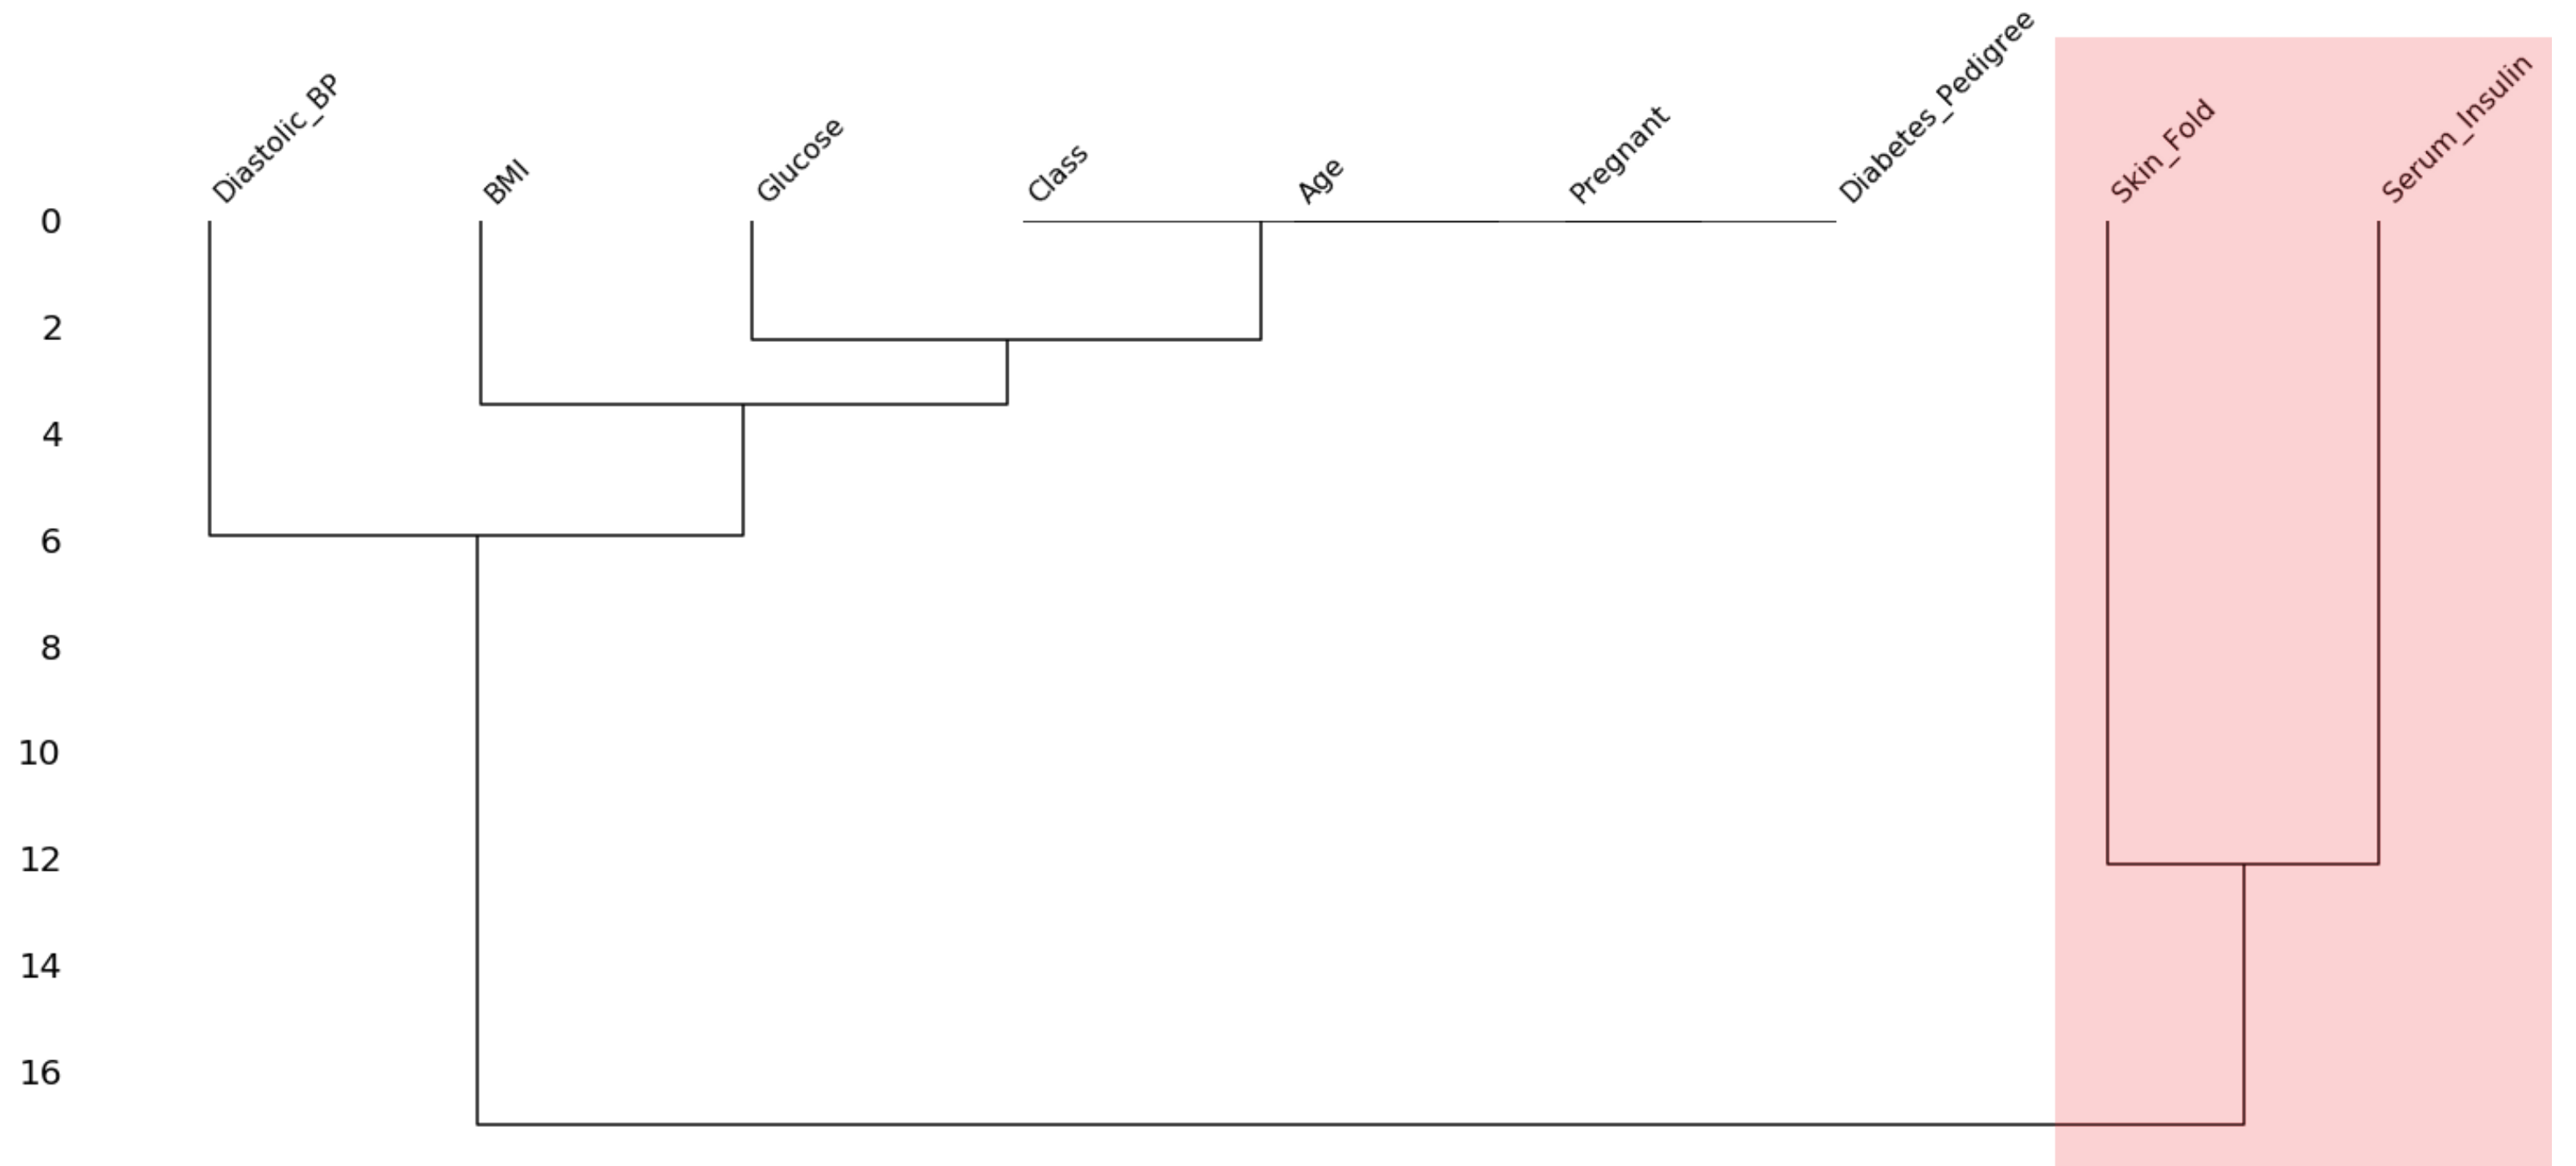 Diastolic_BP
BMI
Glucose
Class
Age
Pregnant
Diabetes_Pedigree
Skin_Fold
Serum_Insulin
0
2
4
6
8
10
12
14
16